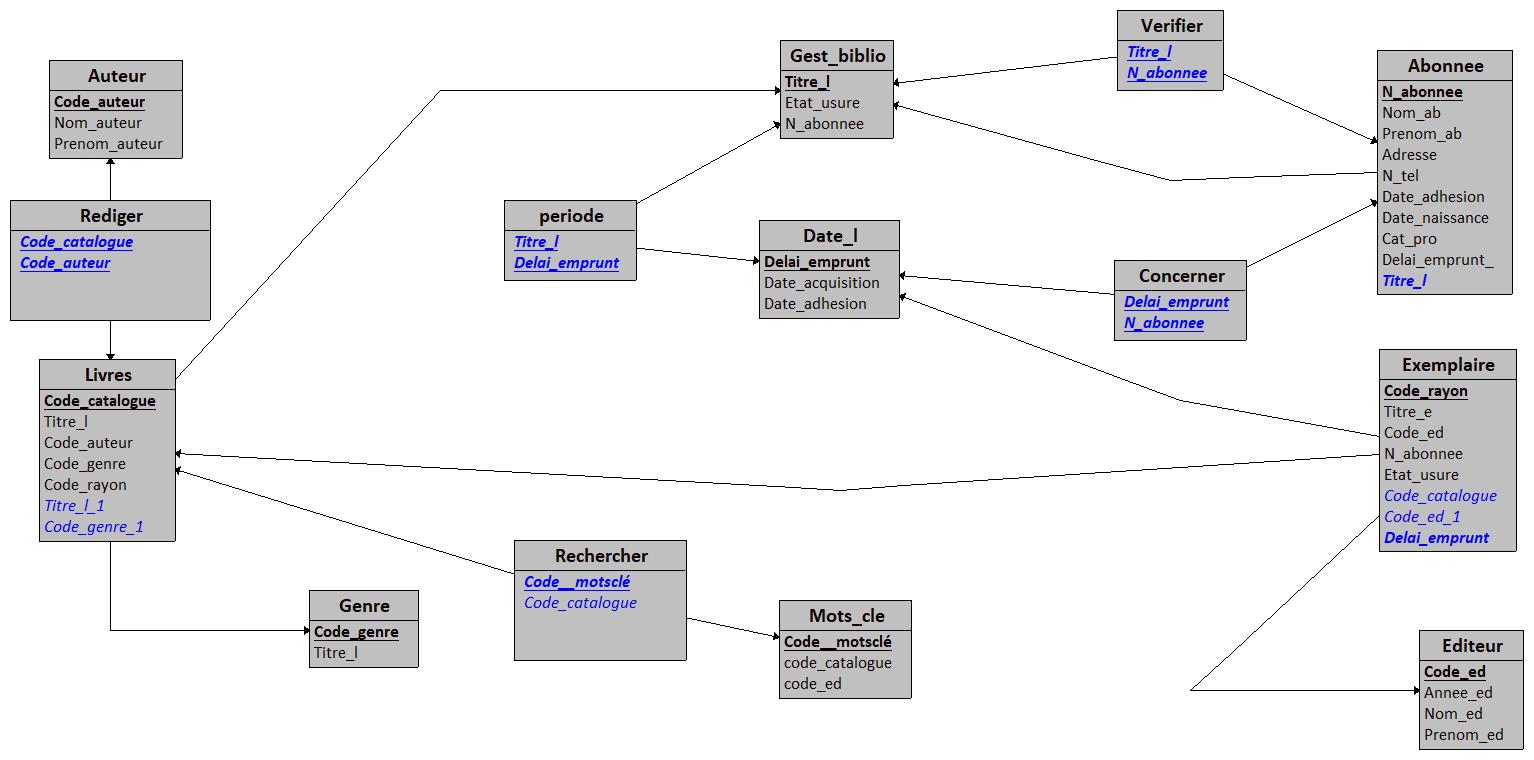 Auteur
Code_auteur
Nom_auteur
Prenom_auteur
Rediger
Code_catalogue
Code_auteur
Livres
Code_catalogue
Titre_l
Code_auteur
Code_genre
Code_rayon
Titre_l_1
Code_genre_1
Genre
Code_genre
Titre_l
periode
Titre_l
Delai_emprunt
Rechercher
Code__motsclé
Code_catalogue
Gest_biblio
Titre_l
Etat_usure
N_abonnee
Date_l
Delai_emprunt
Date_acquisition
Date_adhesion
Mots_cle
Code__motsclé
code_catalogue
code_ed
Verifier
Titre_l
N_abonnee
Concerner
Delai_emprunt
N_abonnee
Abonnee
N_abonnee
Nom_ab
Prenom_ab
Adresse
N_tel
Date_adhesion
Date_naissance
Cat_pro
Delai_emprunt_
Titre_l
Exemplaire
Code_rayon
Titre_e
Code_ed
N_abonnee
Etat_usure
Code_catalogue
Code_ed_1
Delai_emprunt
Editeur
Code_ed
Annee_ed
Nom_ed
Prenom_ed